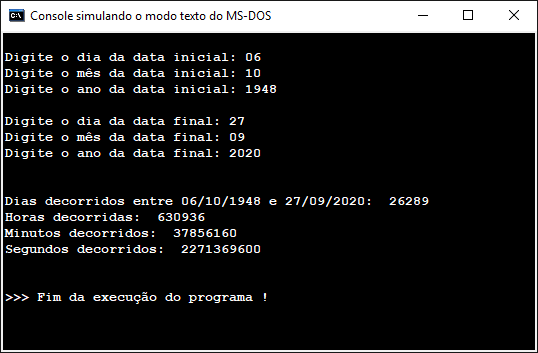 Console simulando o modo texto do MS-DOS
Digite o dia da data inicial: 06
Digite o mês da data inicial: 10
Digite o ano da data inicial: 1948
Digite o dia da data final: 27
Digite o mês da data final: 09
Digite o ano da data final: 2020
Dias decorridos entre 06/10/1948 e 27/09/2020:  26289
Horas decorridas:  630936
Minutos decorridos:  37856160
Segundos decorridos:  2271369600
>>> Fim da execução do programa !